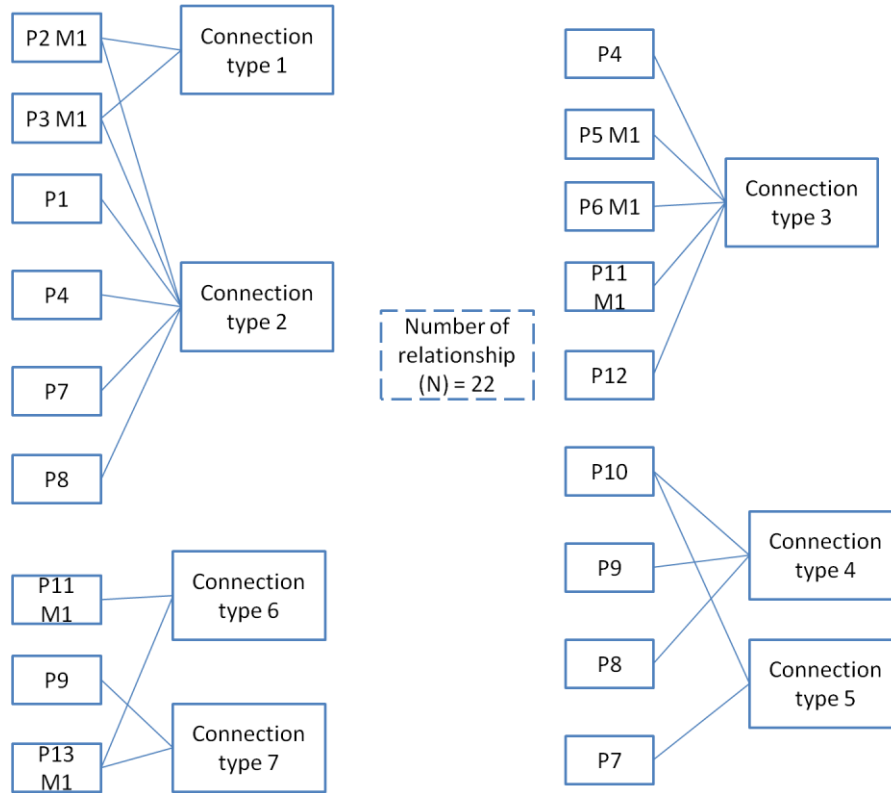 P2 M1
Connection
type 1
P3 M1
P1
P4
Connection
type 2
P7
P8
Number of
relationship
(N) = 22
P4
P5 M1
P6 M1
Connection
type 3
P11
M1
P12
P11
M1
Connection
type 6
P9
P13
M1
Connection
type 7
P10
P9
Connection
type 4
P8
Connection
type 5
P7